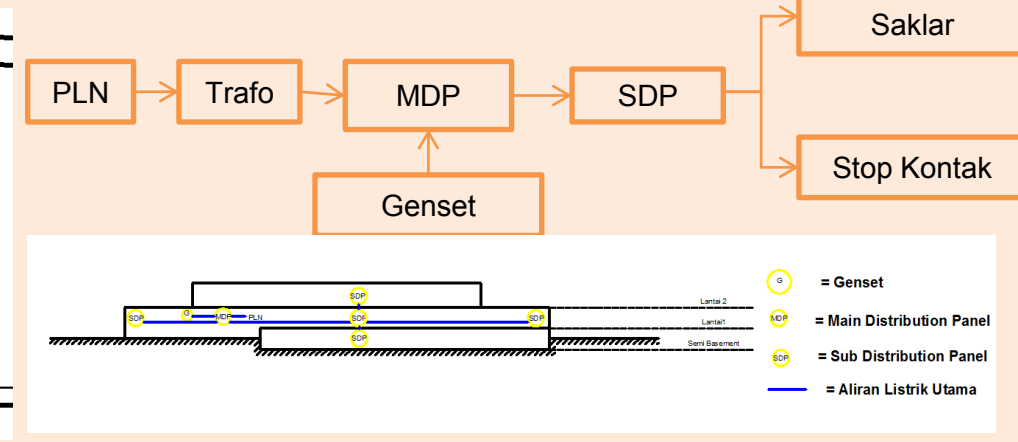 Saklar
PLN
Trafo
MDP
SDP
Stop Kontak
Genset
G
= Genset
SDP
Lantai 2
SDP
G
MDP
PLN
SDP
SDP
Lantai1
MDP
= Main Distribution Panel
SDP
Semi Basement
SDP
= Sub Distribution Panel
= Aliran Listrik Utama